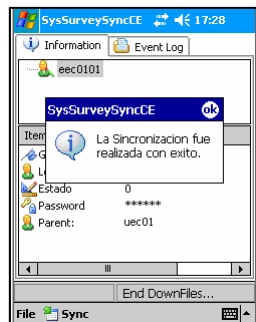 SysSurveySyncCE 17:28
Information Event Log
eec0101
SysSurveySyncCE ok
La Sincronizacion fue
realizada con exito.
Item
Estado 0
Password ******
Parent: uec01
End DownFiles...
File Sync